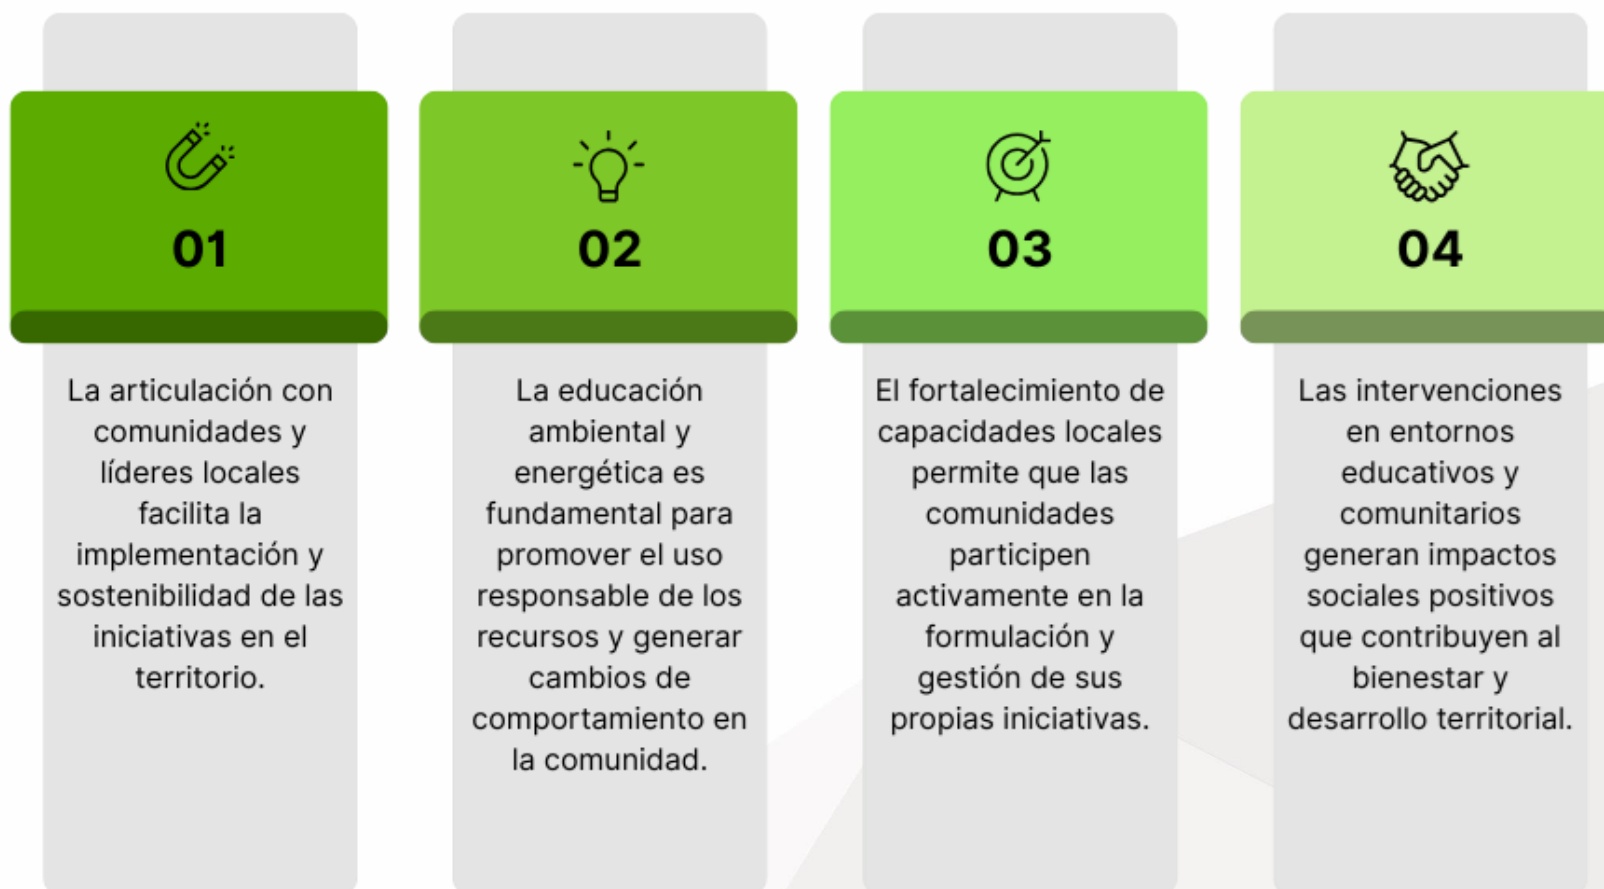 01
La articulación con
comunidades y
líderes locales
facilita la
implementación y
sostenibilidad de las
iniciativas en el
territorio.
02
La educación
ambiental y
energética es
fundamental para
promover el uso
responsable de los
recursos y generar
cambios de
comportamiento en
la comunidad.
03
El fortalecimiento de
capacidades locales
permite que las
comunidades
participen
activamente en la
formulación y
gestión de sus
propias iniciativas.
04
Las intervenciones
en entornos
educativos y
comunitarios
generan impactos
sociales positivos
que contribuyen al
bienestar y
desarrollo territorial.